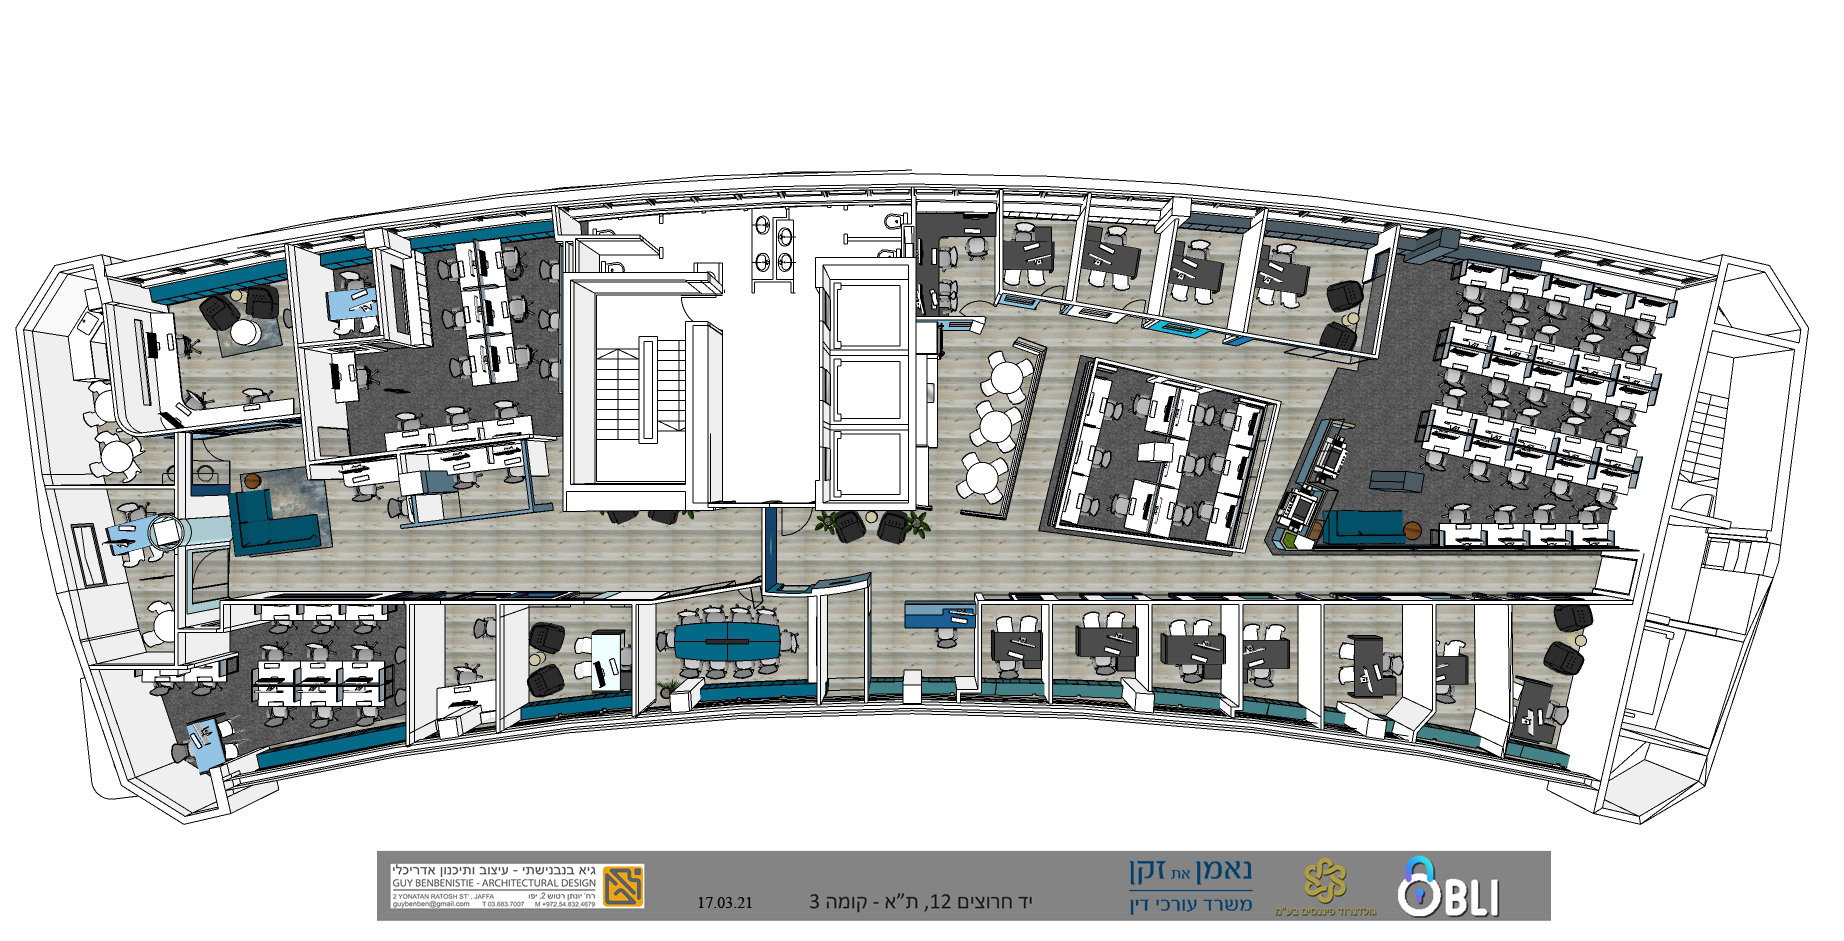 גיא בנבנישתי - עיצוב ותיכנון אדריכלי
GUY BENBENISTIE - ARCHITECTURAL DESIGN
2 YONATAN RATOSH ST', JAFFA רח' יונתן רטוש 2, יפו
guybenben@gmail.com T 03.683.7007 M +972.54.832.4679
17.03.21
יד חרוצים 12, ת"א - קומה 3
נאמן את זקן
משרד עורכי דין
גולדנרוד פיננסים בע"מ
OBLI